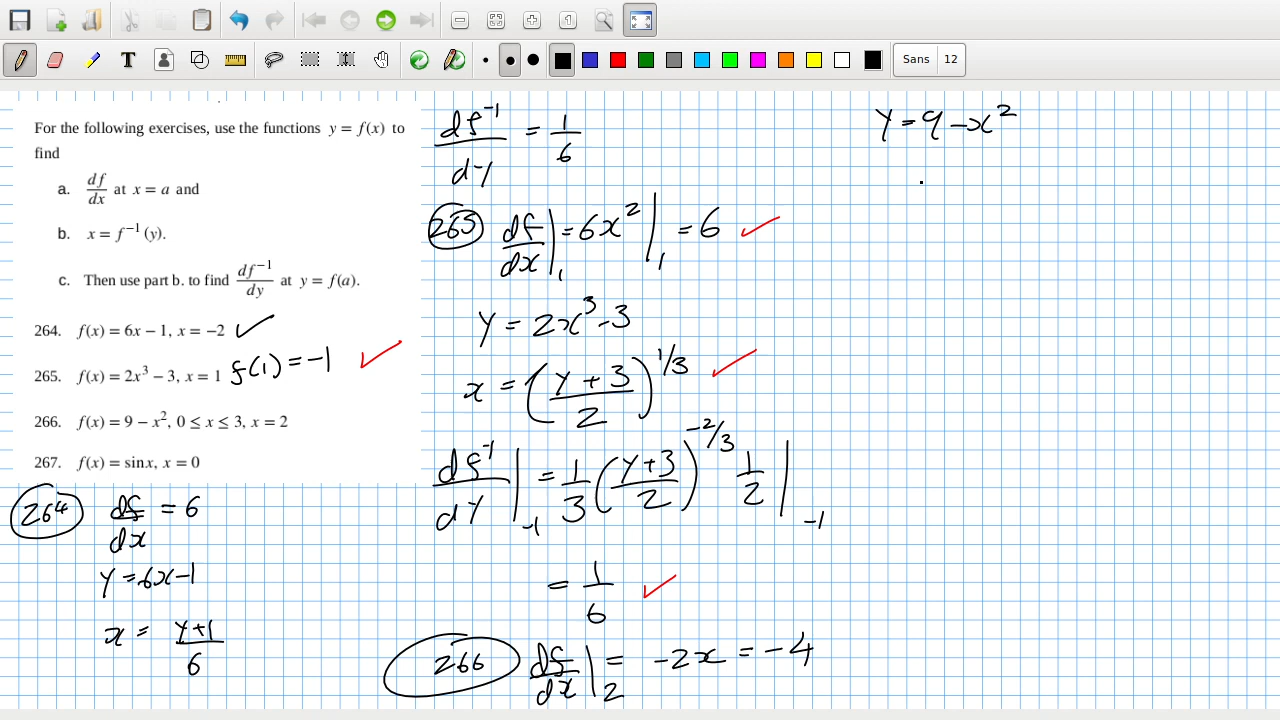 Sans 12
For the following exercises, use the functions y = f(x) to
find
a. df/dx at x = a and
b. x = f⁻¹(y).
c. Then use part b. to find df⁻¹/dy at y = f(a).
264. f(x) = 6x − 1, x = −2 ✓
265. f(x) = 2x³ − 3, x = 1 f(1) = −1 ✓
266. f(x) = 9 − x², 0 ≤ x ≤ 3, x = 2
267. f(x) = sinx, x = 0
264 df/dx = 6
y = 6x−1
x = (y+1)/6
df⁻¹/dy = 1/6
265 df/dx|₁ = 6x²|₁ = 6 ✓
y = 2x³ −3
x = ((y+3)/2)^(1/3) ✓
df⁻¹/dy|₋₁ = 1/3 ((y+3)/2)^(−2/3) 1/2 |₋₁
= 1/6 ✓
266 df/dx|₂ = −2x = −4
y = 9 −x²